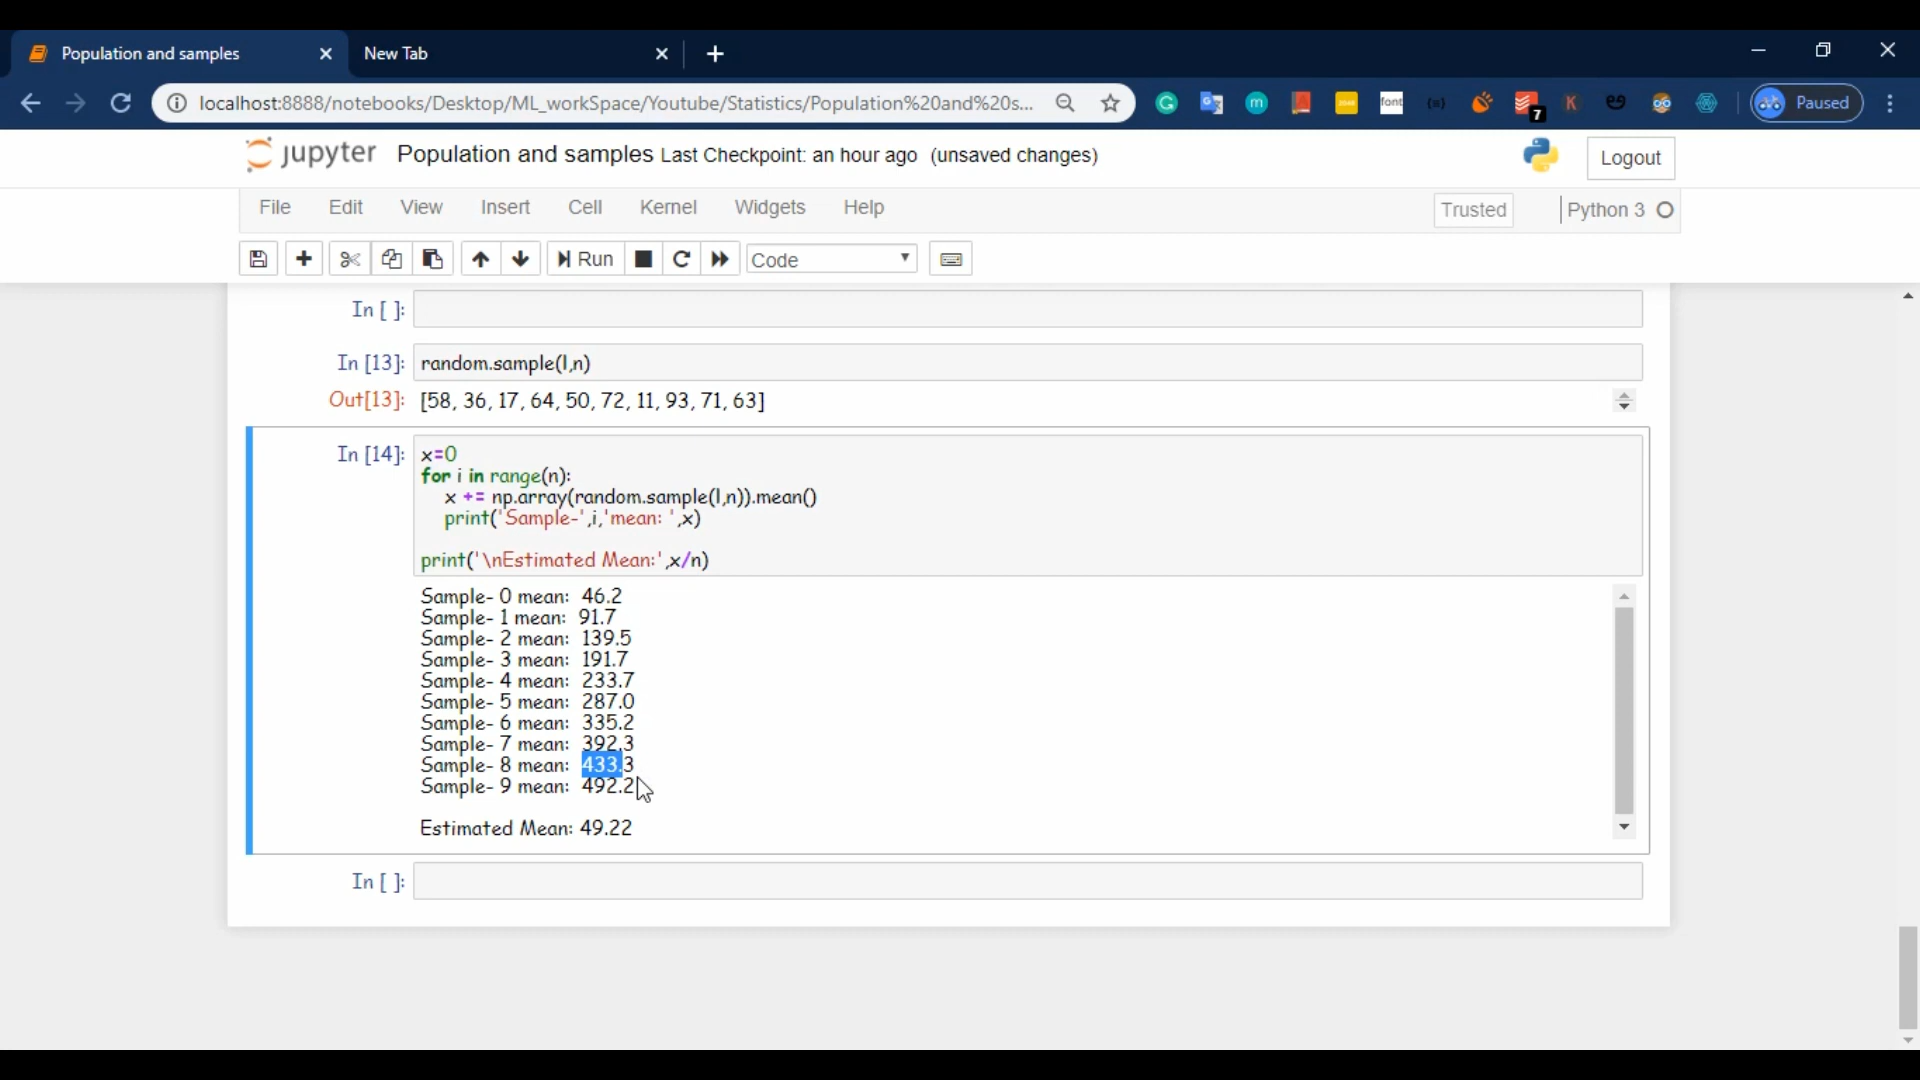 Population and samples
New Tab
localhost:8888/notebooks/Desktop/ML_workSpace/Youtube/Statistics/Population%20and%20s...
font
7
K
Paused
jupyter Population and samples Last Checkpoint: an hour ago (unsaved changes)
Logout
File Edit View Insert Cell Kernel Widgets Help
Trusted
Python 3
Run
Code
In [ ]:
In [13]: random.sample(l,n)
Out[13]: [58, 36, 17, 64, 50, 72, 11, 93, 71, 63]
In [14]: x=0
for i in range(n):
x += np.array(random.sample(l,n)).mean()
print('Sample-',i,'mean: ',x)
print('\nEstimated Mean:',x/n)
Sample- 0 mean: 46.2
Sample- 1 mean: 91.7
Sample- 2 mean: 139.5
Sample- 3 mean: 191.7
Sample- 4 mean: 233.7
Sample- 5 mean: 287.0
Sample- 6 mean: 335.2
Sample- 7 mean: 392.3
Sample- 8 mean: 433.3
Sample- 9 mean: 492.2
Estimated Mean: 49.22
In [ ]: